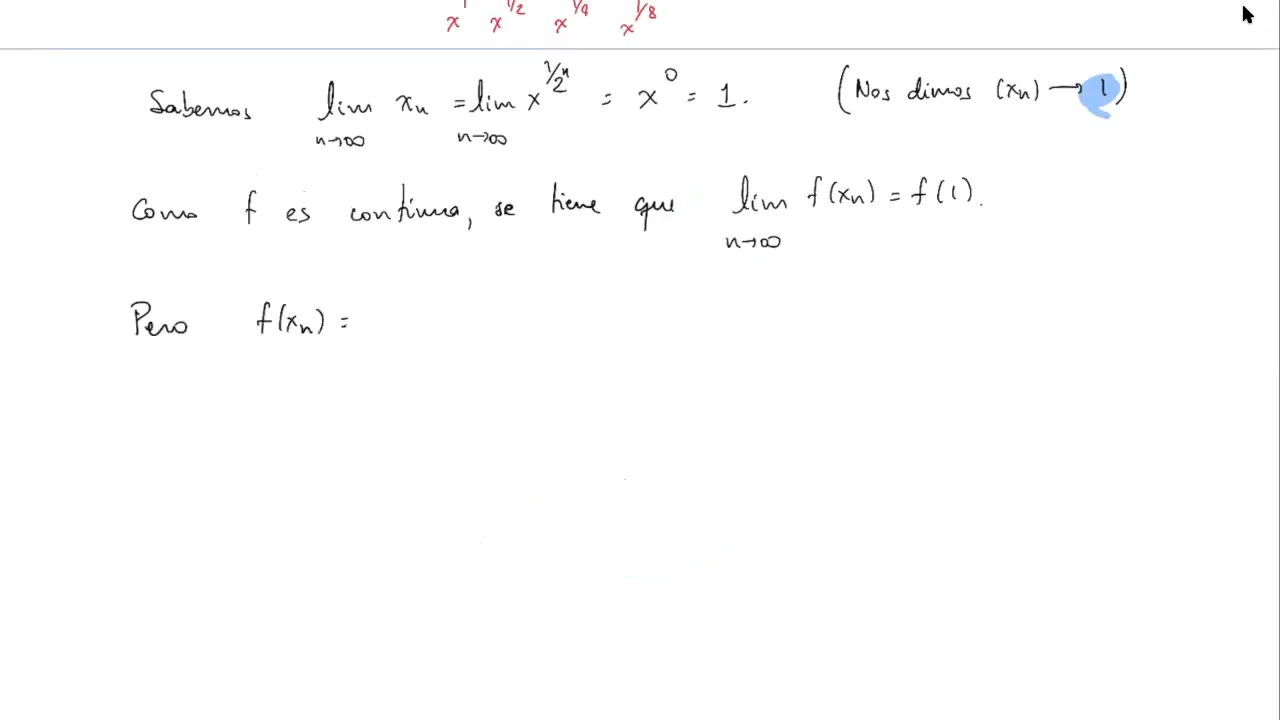 x^1 x^{1/2} x^{1/4} x^{1/8}
Sabemos lim_{n→∞} x_n = lim_{n→∞} x^{1/2^n} = x^0 = 1. (Nos dimos (x_n) → 1)
Como f es continua, se tiene que lim_{n→∞} f(x_n) = f(1).
Pero f(x_n) =